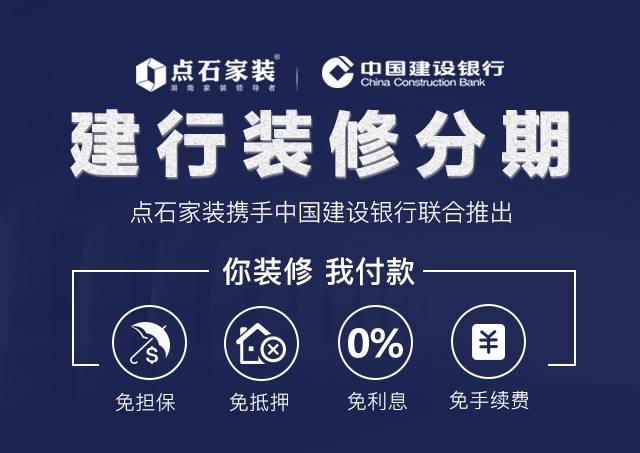 点石家装®
湖南家装领导者
中国建设银行
China Construction Bank
建行装修分期
点石家装携手中国建设银行联合推出
你装修 我付款
$
0%
¥
免担保
免抵押
免利息
免手续费